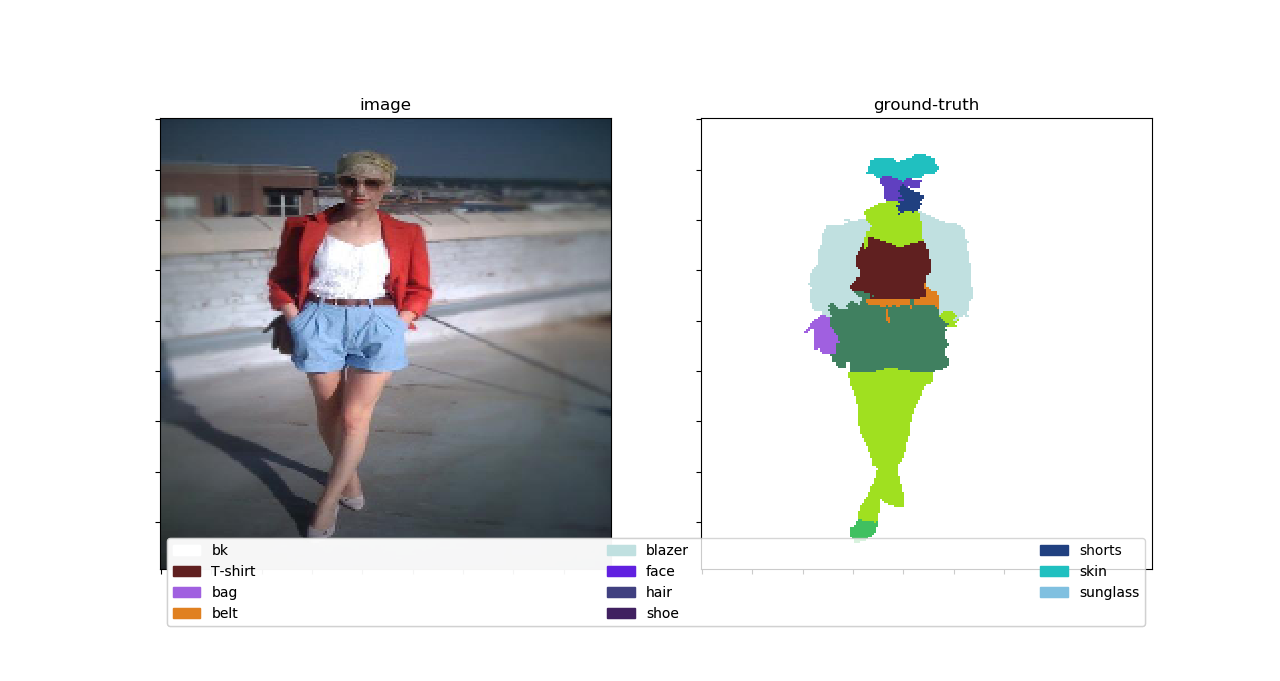 image
ground-truth
bk
T-shirt
bag
belt
blazer
face
hair
shoe
shorts
skin
sunglass